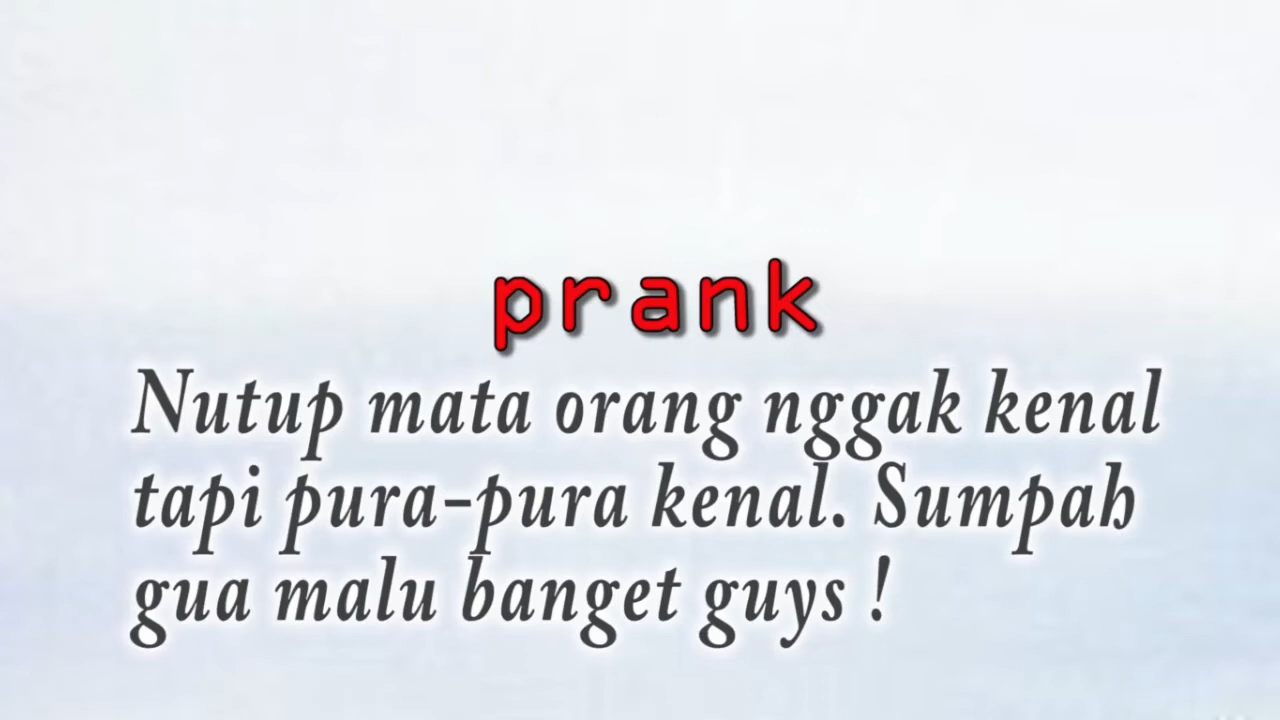 prank
Nutup mata orang nggak kenal
tapi pura-pura kenal. Sumpah
gua malu banget guys !